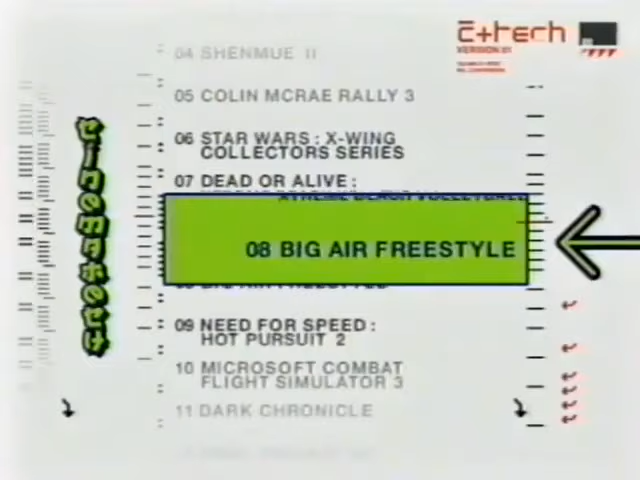 C+tech
VERSION 01
04 SHENMUE II
05 COLIN MCRAE RALLY 3
06 STAR WARS : X-WING
COLLECTORS SERIES
07 DEAD OR ALIVE :
XTREME BEACH VOLLEYBALL
08 BIG AIR FREESTYLE
09 NEED FOR SPEED :
HOT PURSUIT 2
10 MICROSOFT COMBAT
FLIGHT SIMULATOR 3
11 DARK CHRONICLE